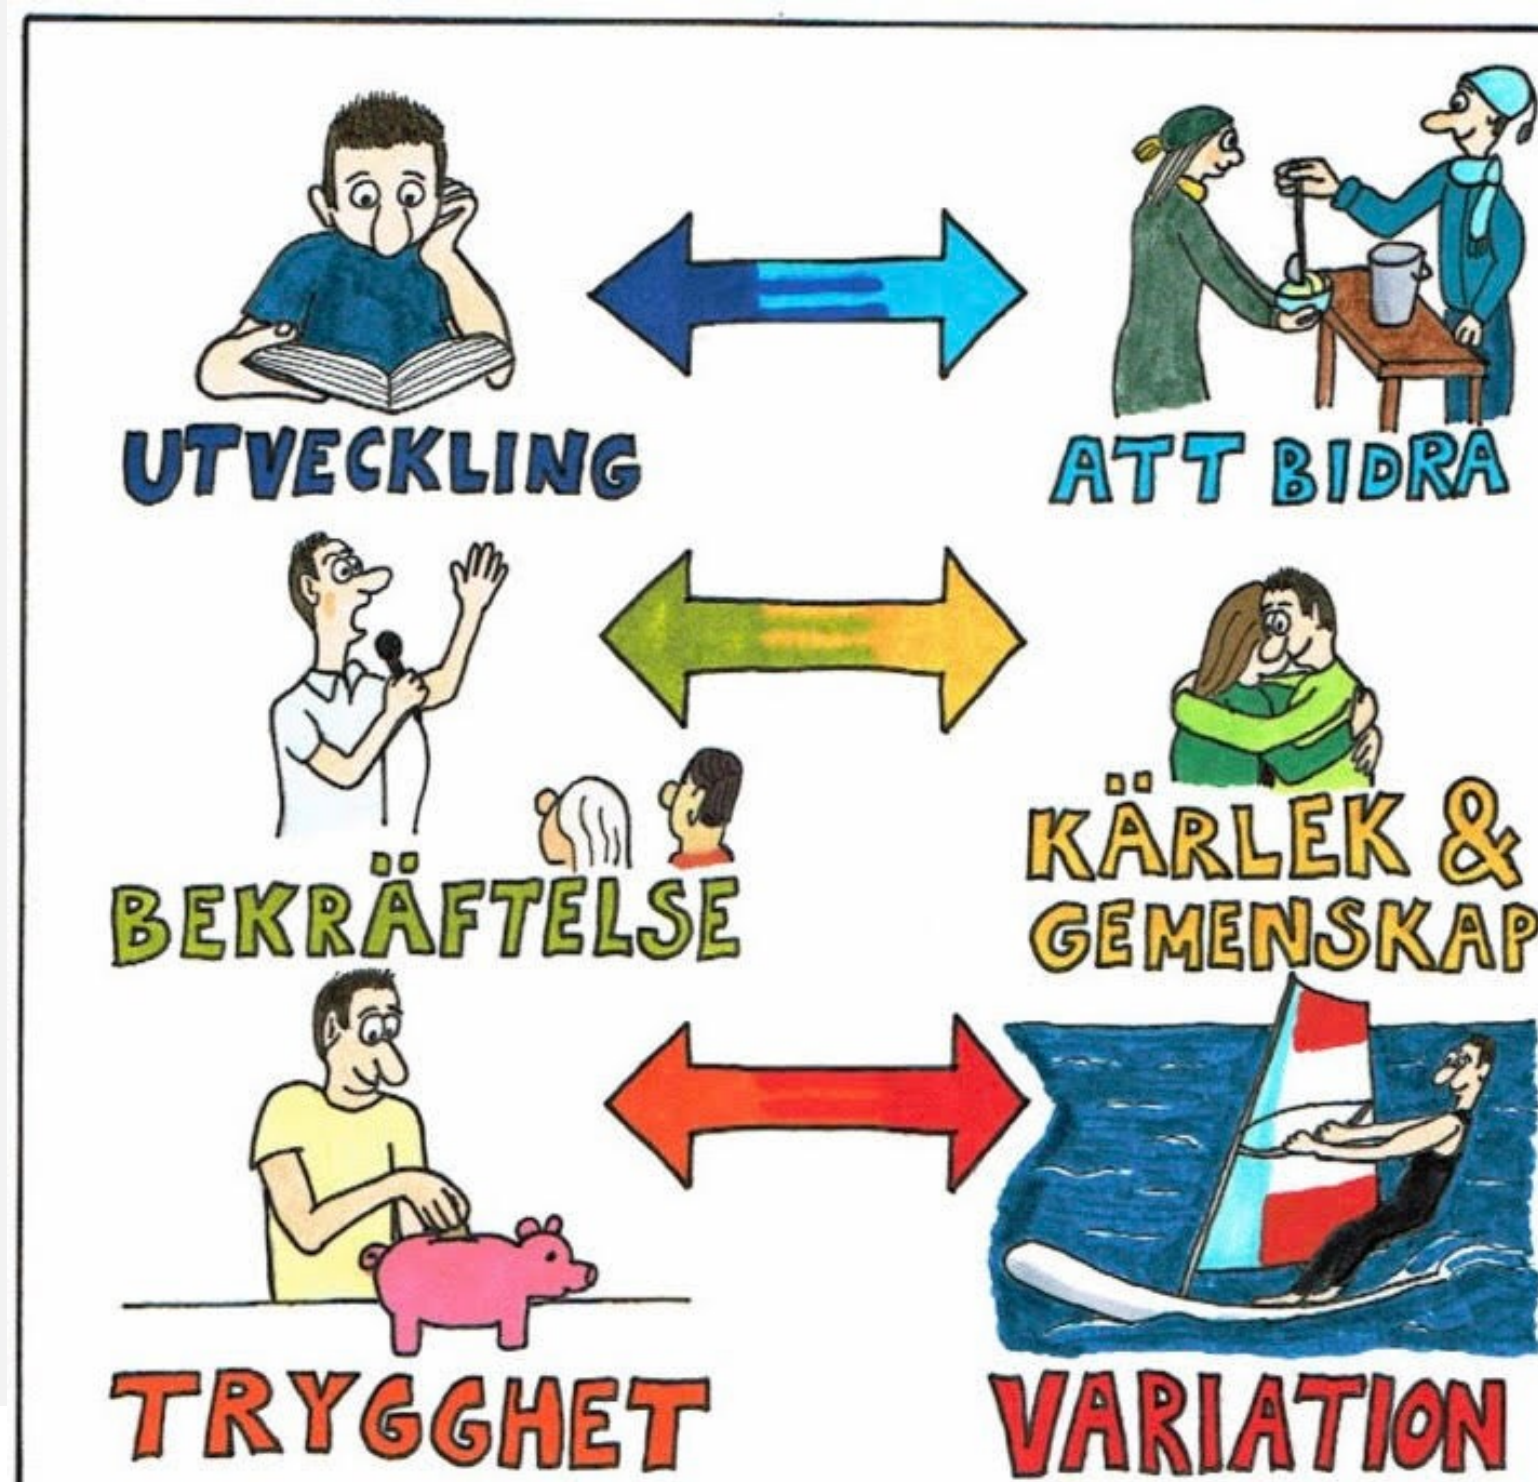 UTVECKLING
ATT BIDRA
BEKRÄFTELSE
KÄRLEK &
GEMENSKAP
TRYGGHET
VARIATION